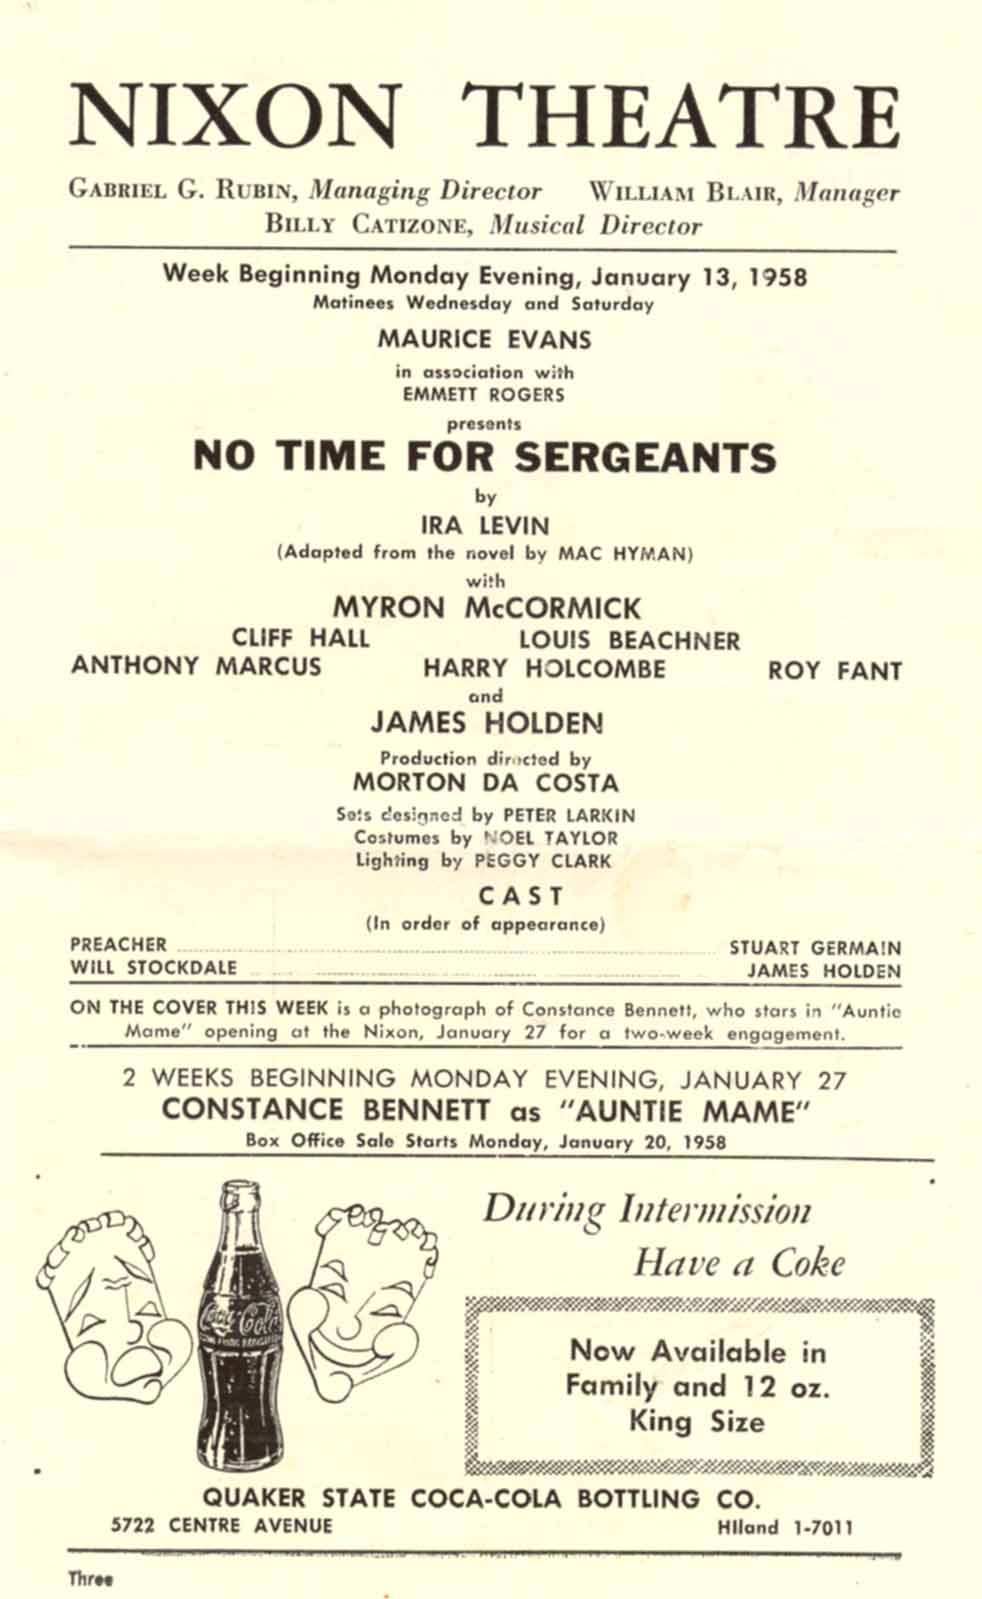 NIXON THEATRE
GABRIEL G. RUBIN, Managing Director WILLIAM BLAIR, Manager
BILLY CATIZONE, Musical Director
Week Beginning Monday Evening, January 13, 1958
Matinees Wednesday and Saturday
MAURICE EVANS
in association with
EMMETT ROGERS
presents
NO TIME FOR SERGEANTS
by
IRA LEVIN
(Adapted from the novel by MAC HYMAN)
with
MYRON McCORMICK
CLIFF HALL LOUIS BEACHNER
ANTHONY MARCUS HARRY HOLCOMBE ROY FANT
and
JAMES HOLDEN
Production directed by
MORTON DA COSTA
Sets designed by PETER LARKIN
Costumes by NOEL TAYLOR
Lighting by PEGGY CLARK
CAST
(In order of appearance)
PREACHER STUART GERMAIN
WILL STOCKDALE JAMES HOLDEN
ON THE COVER THIS WEEK is a photograph of Constance Bennett, who stars in "Auntie
Mame" opening at the Nixon, January 27 for a two-week engagement.
2 WEEKS BEGINNING MONDAY EVENING, JANUARY 27
CONSTANCE BENNETT as "AUNTIE MAME"
Box Office Sale Starts Monday, January 20, 1958
During Intermission
Have a Coke
Coca-Cola
Now Available in
Family and 12 oz.
King Size
QUAKER STATE COCA-COLA BOTTLING CO.
5722 CENTRE AVENUE HIland 1-7011
Three